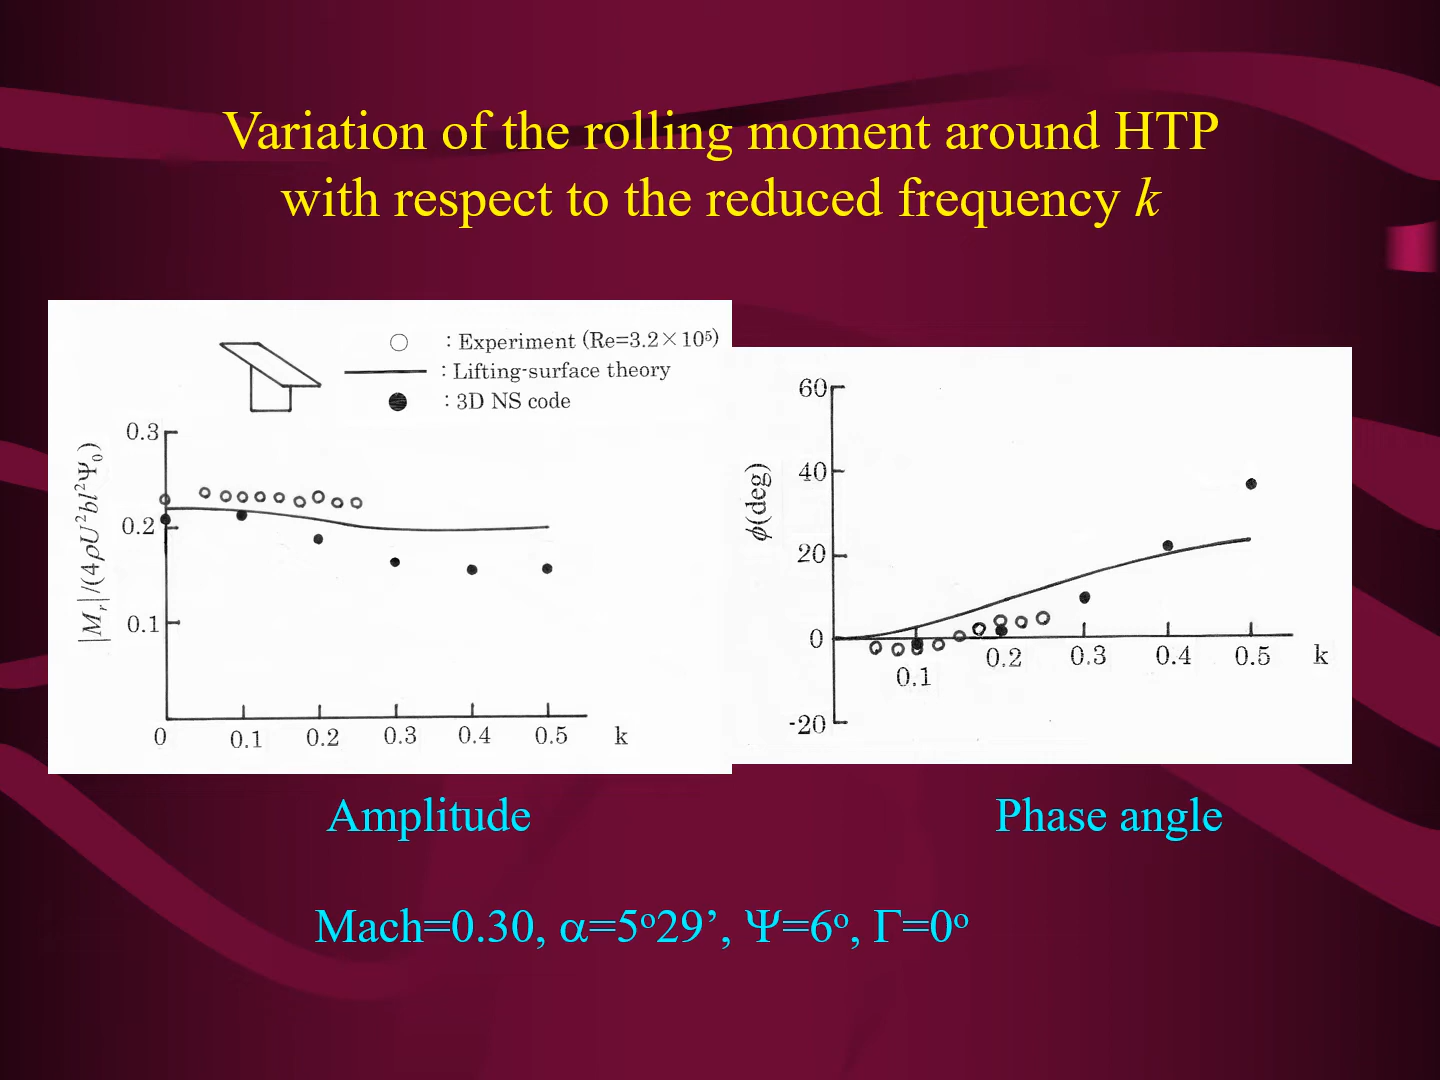 Variation of the rolling moment around HTP
with respect to the reduced frequency k
: Experiment (Re=3.2×10⁵)
: Lifting-surface theory
: 3D NS code
|Mᵣ|/(4ρU²bl²Ψ₀)
0.3
0.2
0.1
0 0.1 0.2 0.3 0.4 0.5 k
ϕ(deg)
60
40
20
0
-20
0.1 0.2 0.3 0.4 0.5 k
Amplitude
Phase angle
Mach=0.30, α=5º29’, Ψ=6º, Γ=0º